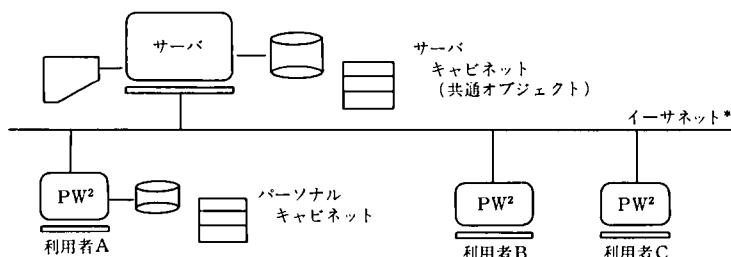 サーバ
サーバ
キャビネット
(共通オブジェクト)
イーサネット*
PW²
パーソナル
キャビネット
PW²
PW²
利用者A
利用者B
利用者C